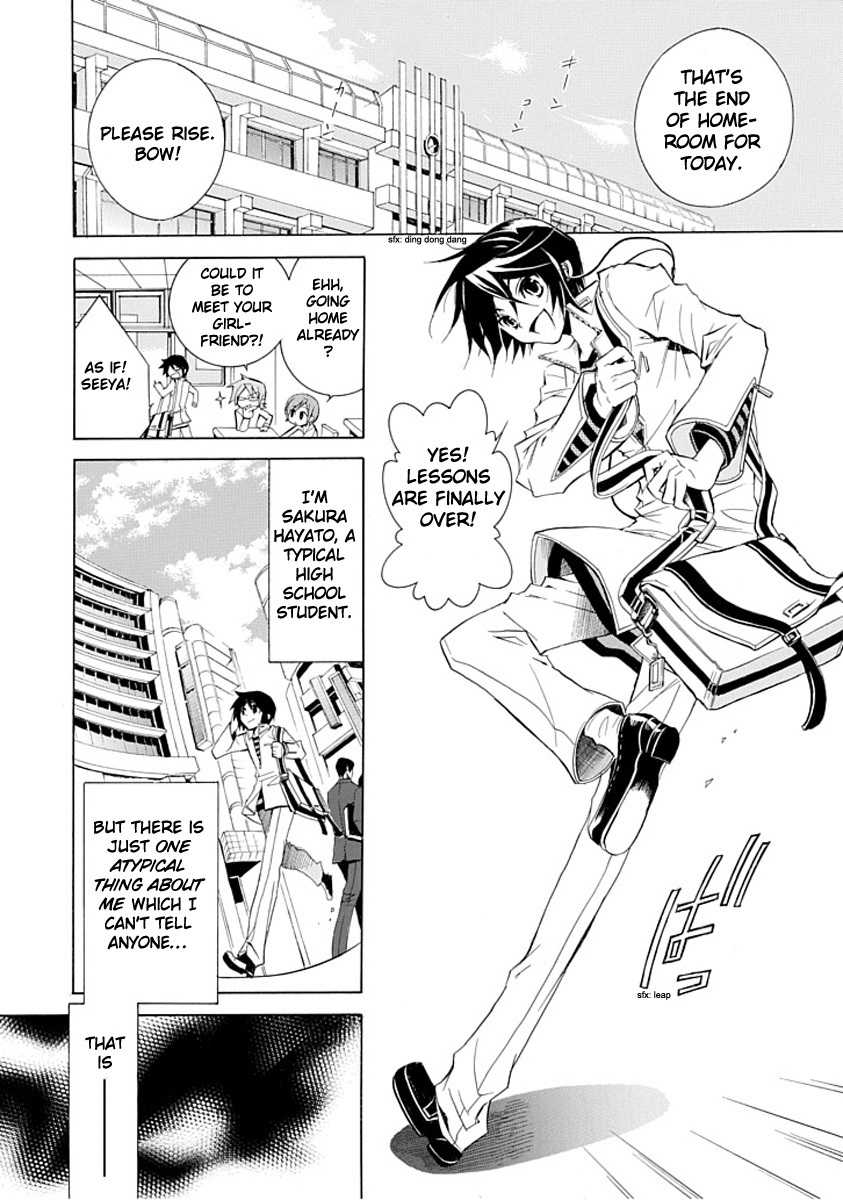 THAT'S
THE END
OF HOME-
ROOM FOR
TODAY.
PLEASE RISE.
BOW!
キーン
コーン
カ
sfx: ding dong dang
YES!
LESSONS
ARE FINALLY
OVER!
ばっ
sfx: leap
EHH,
GOING
HOME
ALREADY
?
COULD IT
BE TO
MEET YOUR
GIRL-
FRIEND?!
AS IF!
SEEYA!
I'M
SAKURA
HAYATO, A
TYPICAL
HIGH
SCHOOL
STUDENT.
BUT THERE IS
JUST ONE
ATYPICAL
THING ABOUT
ME WHICH I
CAN'T TELL
ANYONE...
THAT
IS